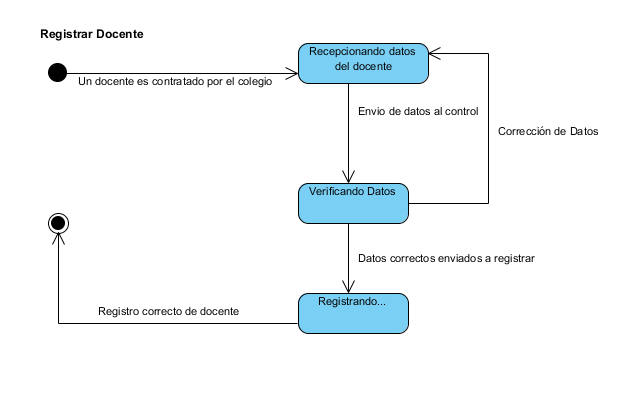 Registrar Docente
Recepcionando datos
del docente
Un docente es contratado por el colegio
Envio de datos al control
Corrección de Datos
Verificando Datos
Datos correctos enviados a registrar
Registrando...
Registro correcto de docente